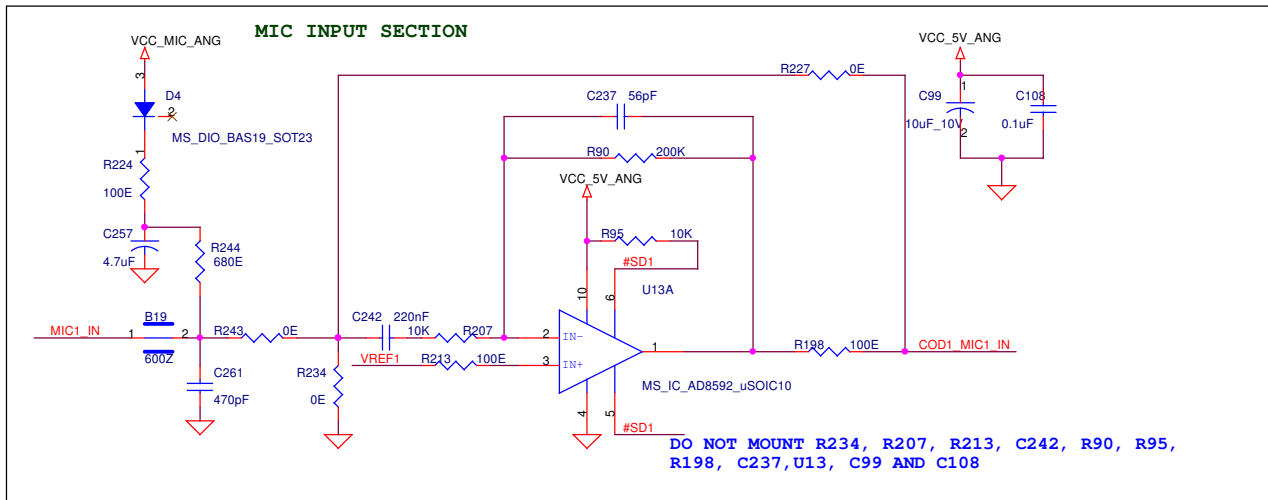 MIC INPUT SECTION
VCC_MIC_ANG
VCC_5V_ANG
R227
0E
3
D4
2
C237
56pF
1
C99
10uF_10V
2
C108
0.1uF
MS_DIO_BAS19_SOT23
1
R90
200K
R224
100E
VCC_5V_ANG
C257
4.7uF
R244
680E
R95
10K
#SD1
U13A
10
6
MIC1_IN
1
B19
2
600Z
R243
0E
C242
220nF
10K
R207
2
IN-
1
R198
100E
COD1_MIC1_IN
VREF1
R213
100E
3
IN+
C261
470pF
R234
0E
MS_IC_AD8592_uSOIC10
4
5
#SD1
DO NOT MOUNT R234, R207, R213, C242, R90, R95,
R198, C237,U13, C99 AND C108